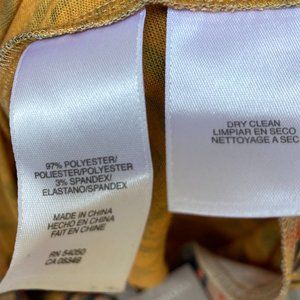 97% POLYESTER/
POLIESTER/POLYESTER
3% SPANDEX/
ELASTANO/SPANDEX
MADE IN CHINA
HECHO EN CHINA
FAIT EN CHINE
RN 54050
CA 08348
DRY CLEAN
LIMPIAR EN SECO
NETTOYAGE A SEC